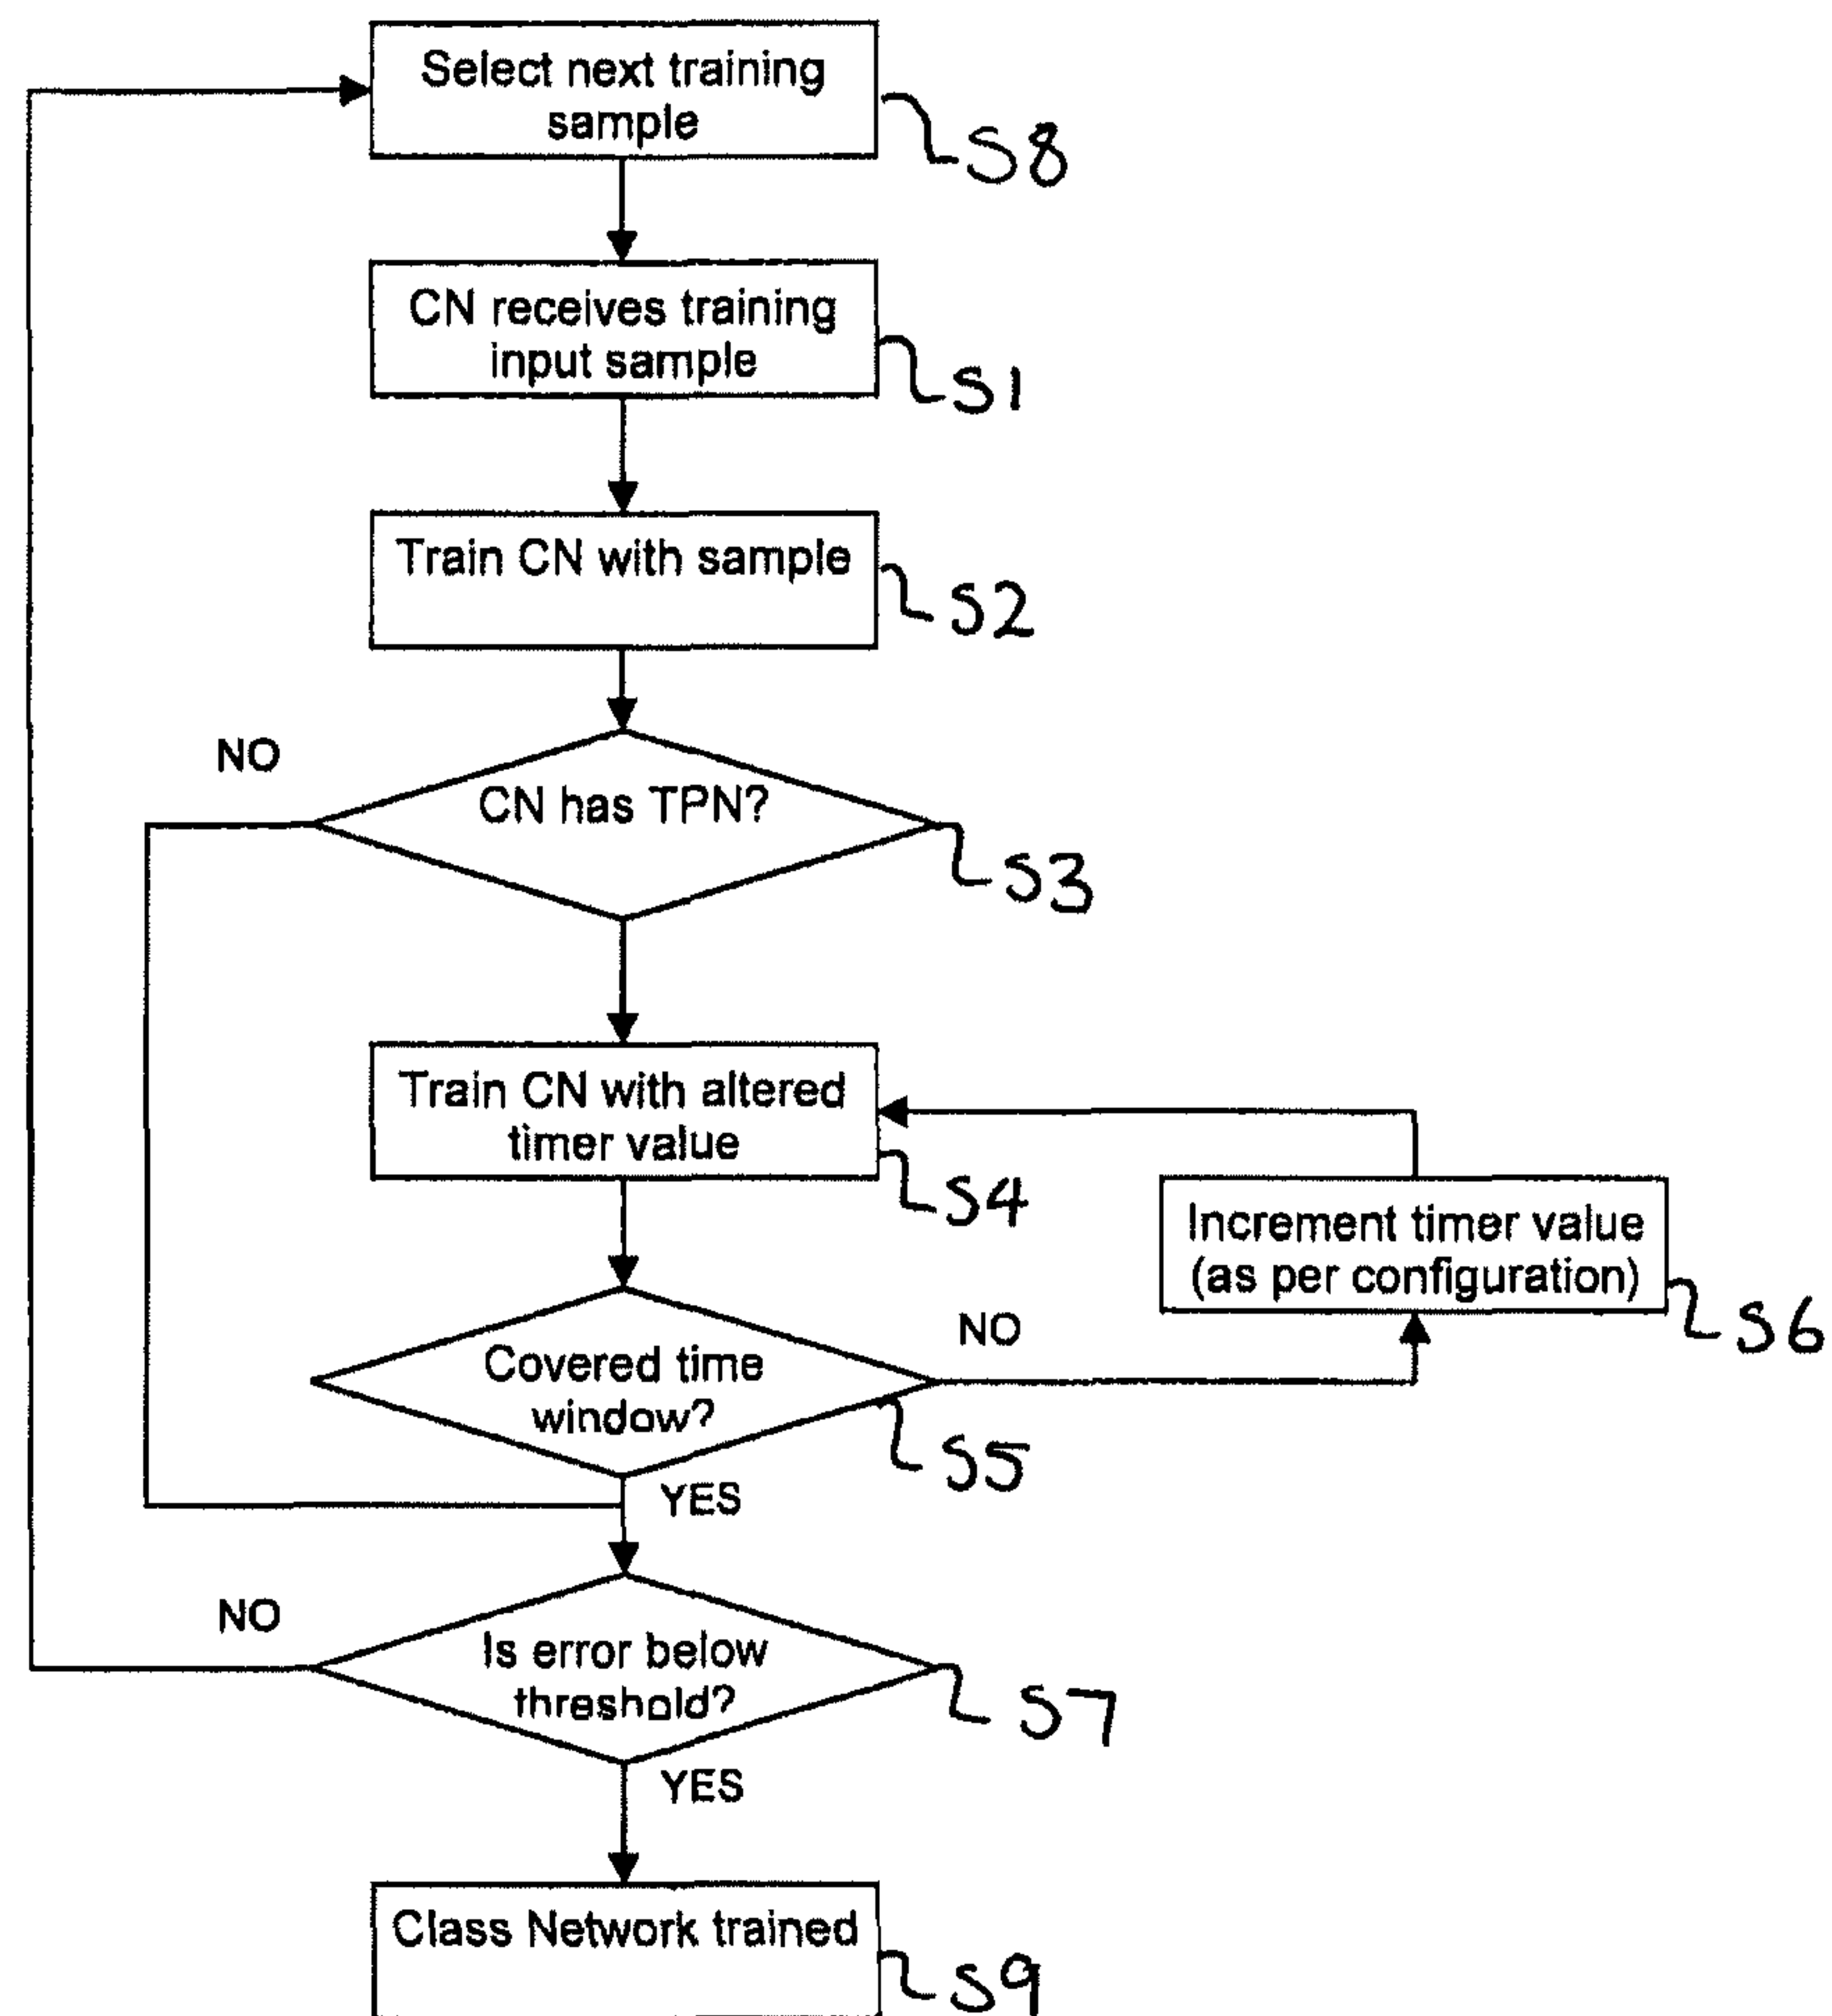 Select next training
sample
S8
CN receives training
input sample
S1
Train CN with sample
S2
NO
CN has TPN?
S3
Train CN with altered
timer value
S4
Increment timer value
(as per configuration)
S6
NO
Covered time
window?
S5
YES
NO
Is error below
threshold?
S7
YES
Class Network trained
S9